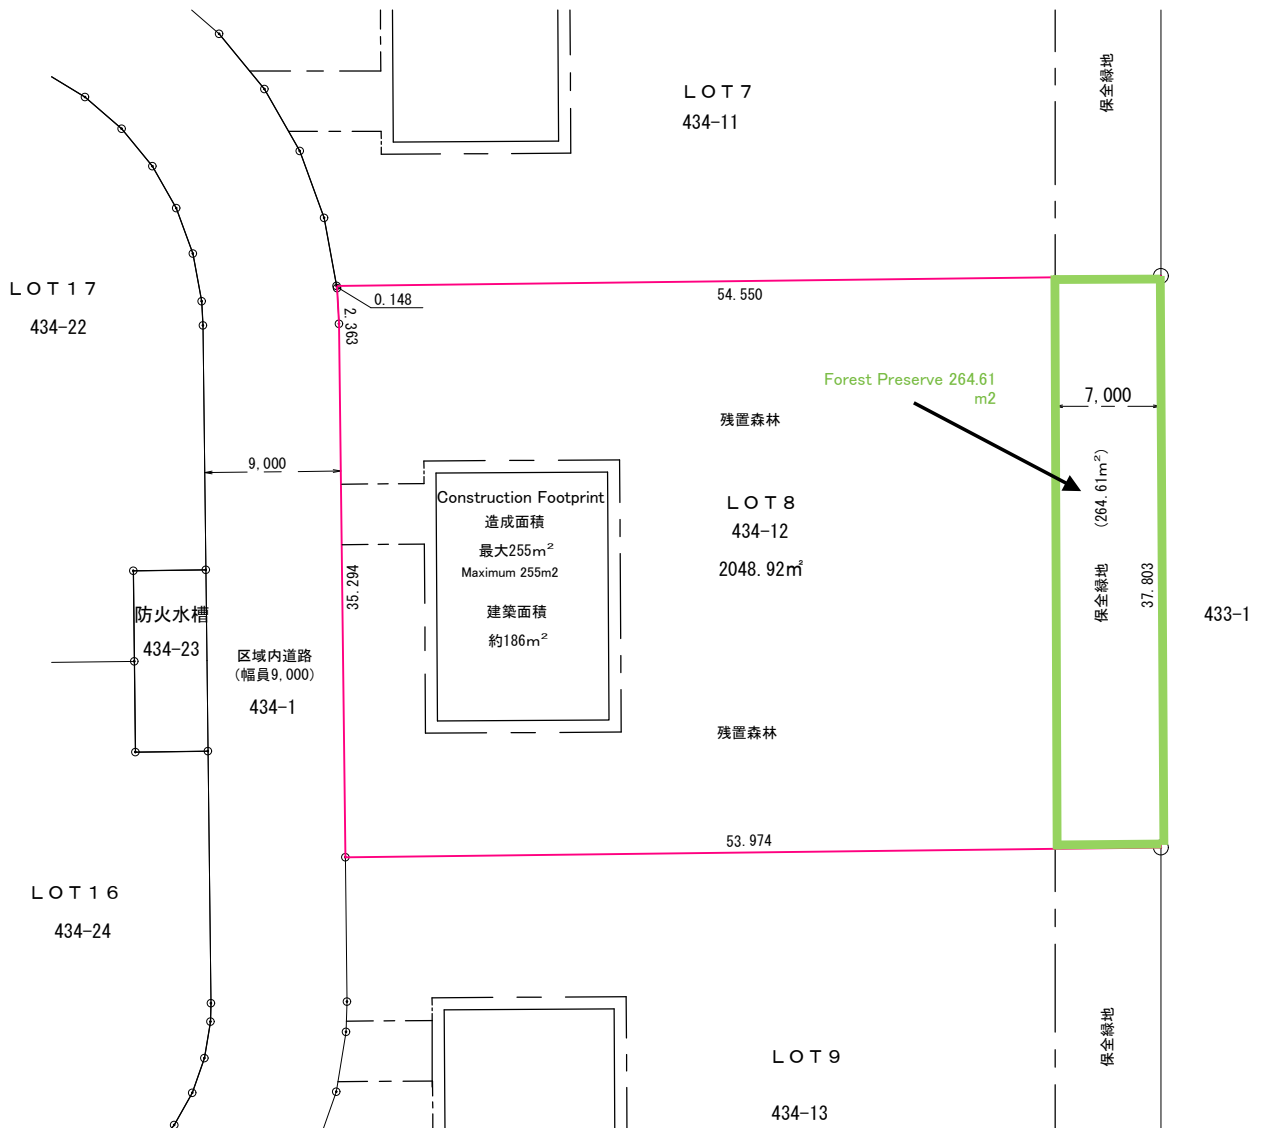 保全緑地
LOT7
434-11
LOT17
434-22
0.148
2.363
54.550
Forest Preserve 264.61
m2
7,000
残置森林
9,000
Construction Footprint
造成面積
最大255m²
Maximum 255m2
建築面積
約186m²
LOT8
434-12
2048.92㎡
(264.61m²)
保全緑地
37.803
433-1
35.294
防火水槽
434-23
区域内道路
(幅員9,000)
434-1
残置森林
53.974
LOT16
434-24
LOT9
434-13
保全緑地